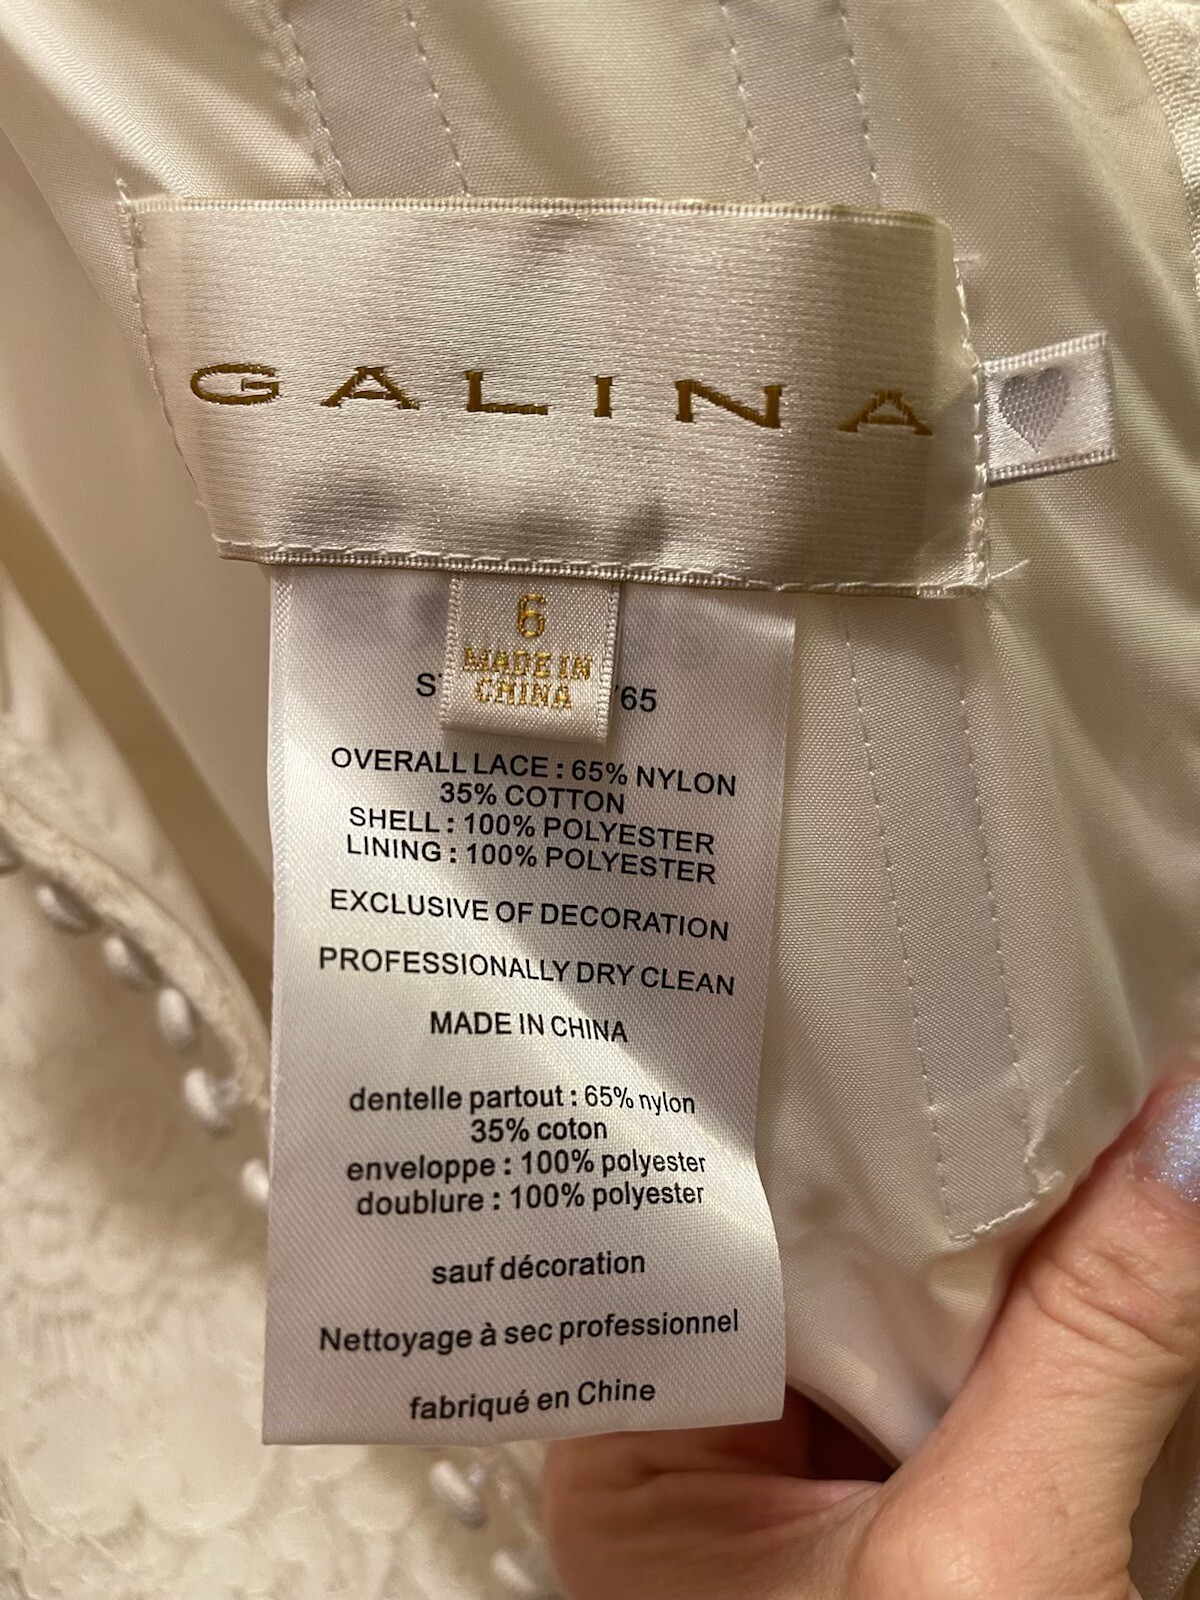 GALINA
6
MADE IN
CHINA
OVERALL LACE : 65% NYLON
35% COTTON
SHELL : 100% POLYESTER
LINING : 100% POLYESTER
EXCLUSIVE OF DECORATION
PROFESSIONALLY DRY CLEAN
MADE IN CHINA
dentelle partout : 65% nylon
35% coton
enveloppe : 100% polyester
doublure : 100% polyester
sauf décoration
Nettoyage à sec professionnel
fabriqué en Chine